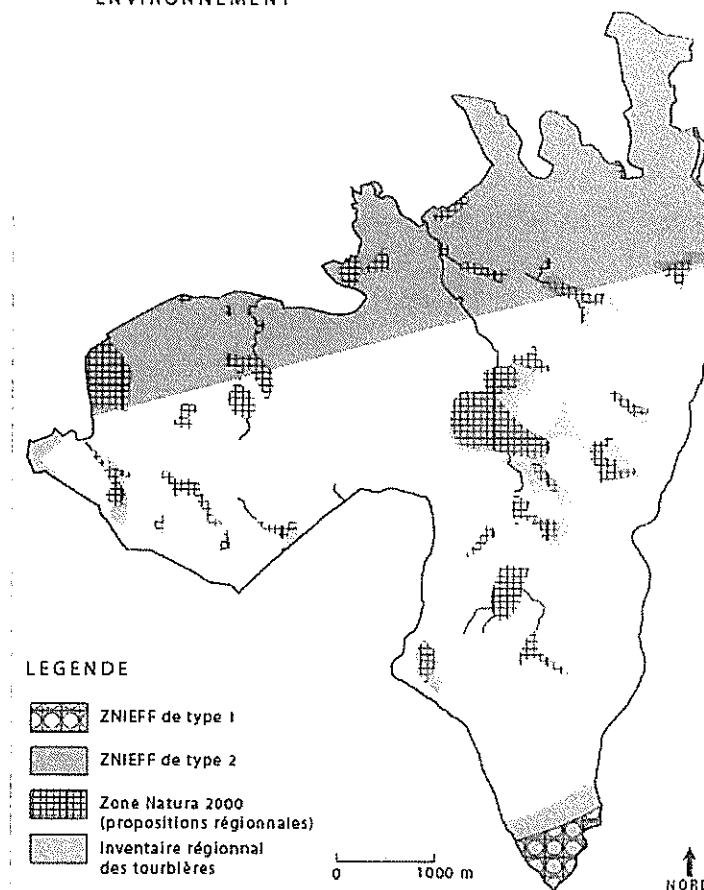 ENVIRONNEMENT
LEGENDE
ZNIEFF de type 1
ZNIEFF de type 2
Zone Natura 2000
(propositions régionales)
Inventaire régionnal
des tourbières
0 1000 m
NORD